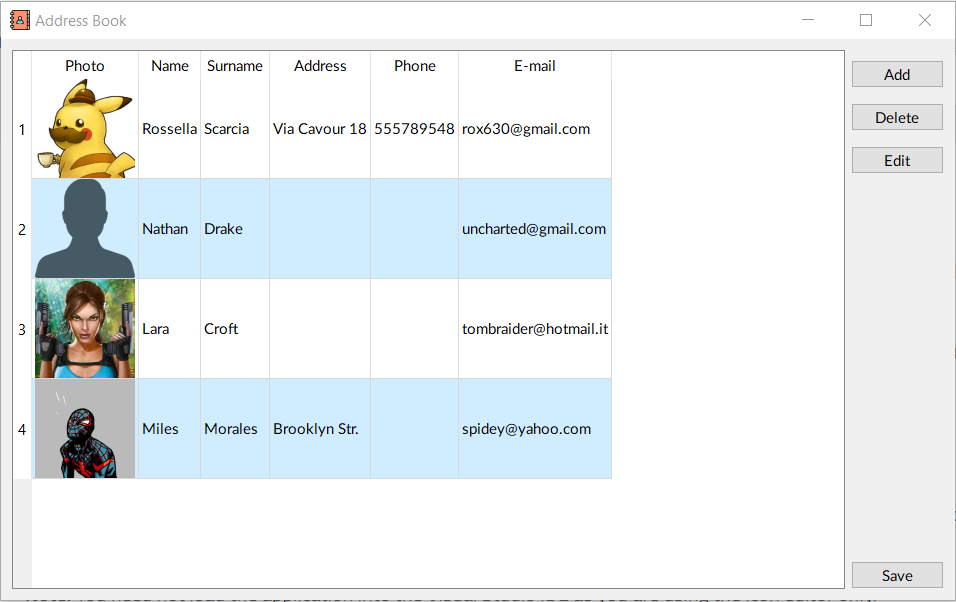 Address Book
Photo Name Surname Address Phone E-mail
Add
Delete
1 Rossella Scarcia Via Cavour 18 555789548 rox630@gmail.com
Edit
2 Nathan Drake uncharted@gmail.com
3 Lara Croft tombraider@hotmail.it
4 Miles Morales Brooklyn Str. spidey@yahoo.com
Save